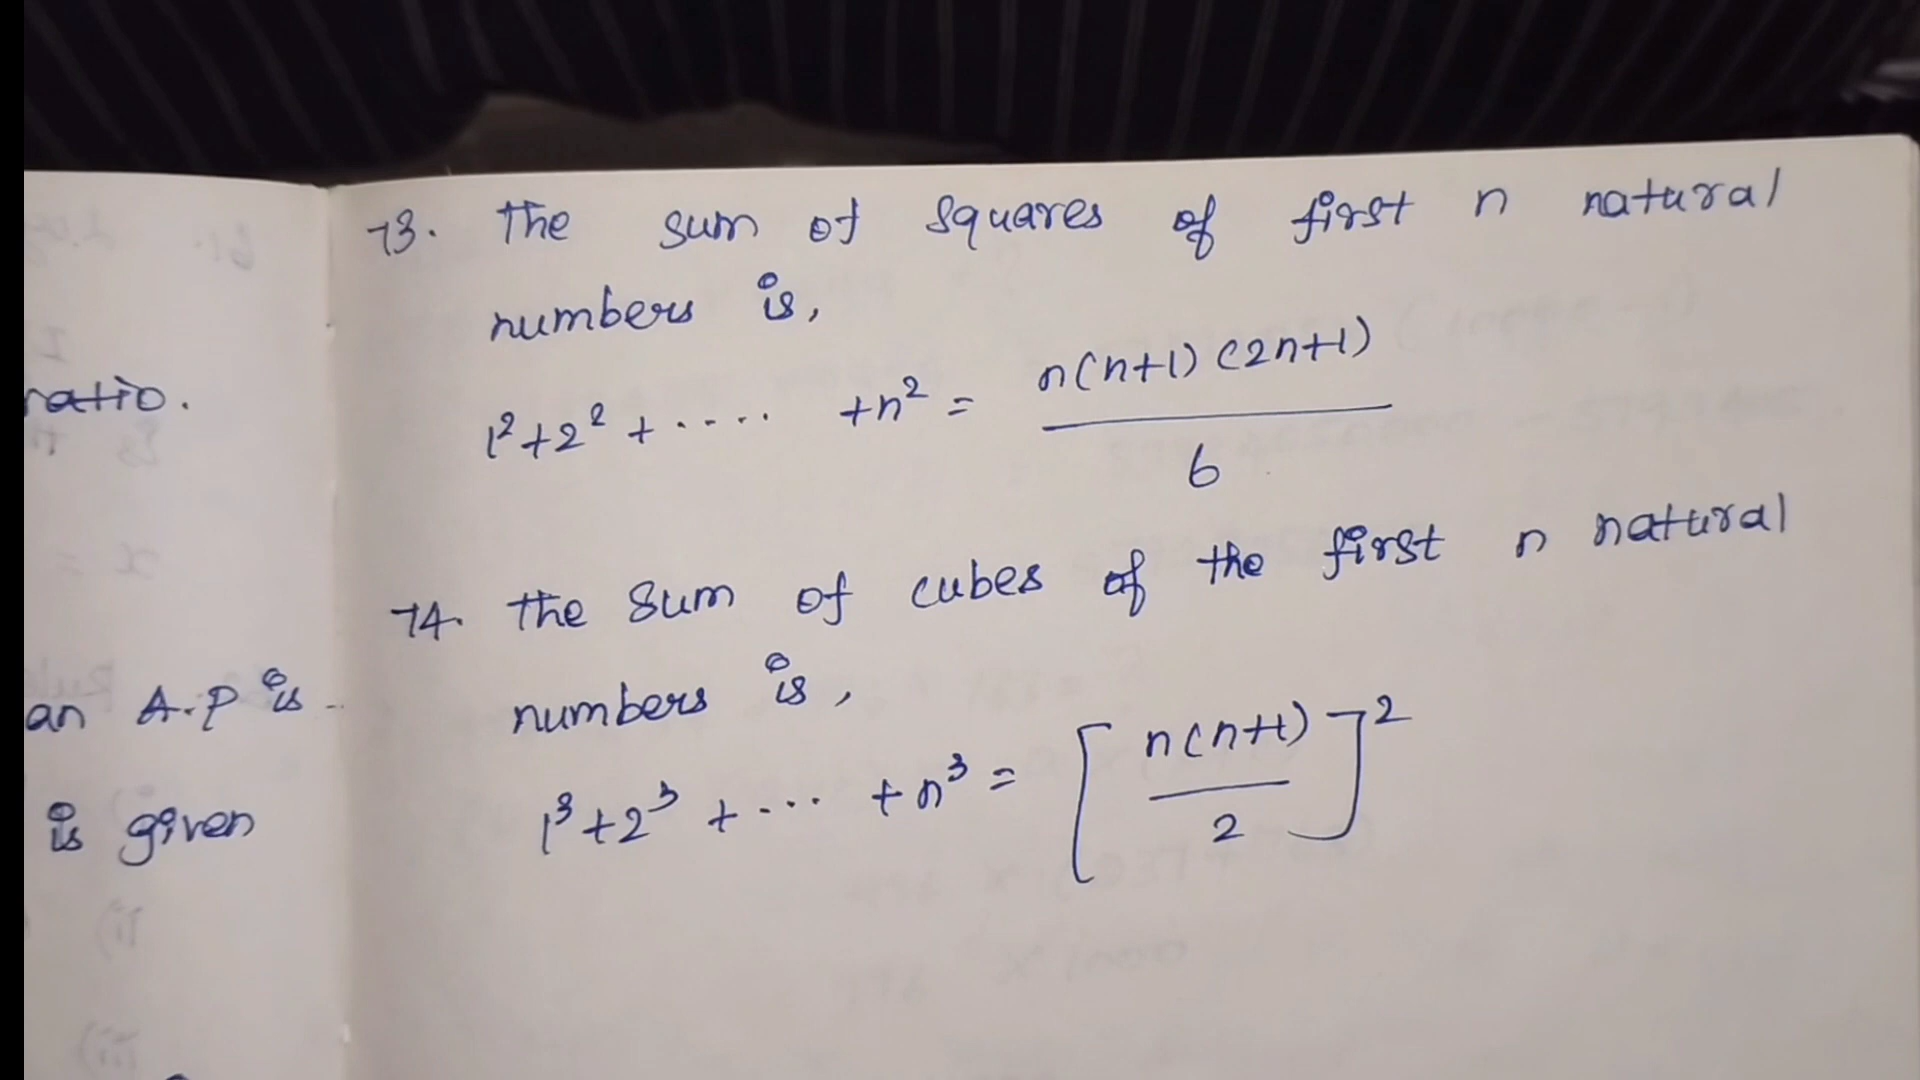 ratio.
an A.P is
is given
73. The sum of squares of first n natural
numbers is,
1² + 2² + ..... + n² = n(n+1) (2n+1) / 6
74. The sum of cubes of the first n natural
numbers is,
1³ + 2³ + .... + n³ = [ n(n+1) / 2 ]²